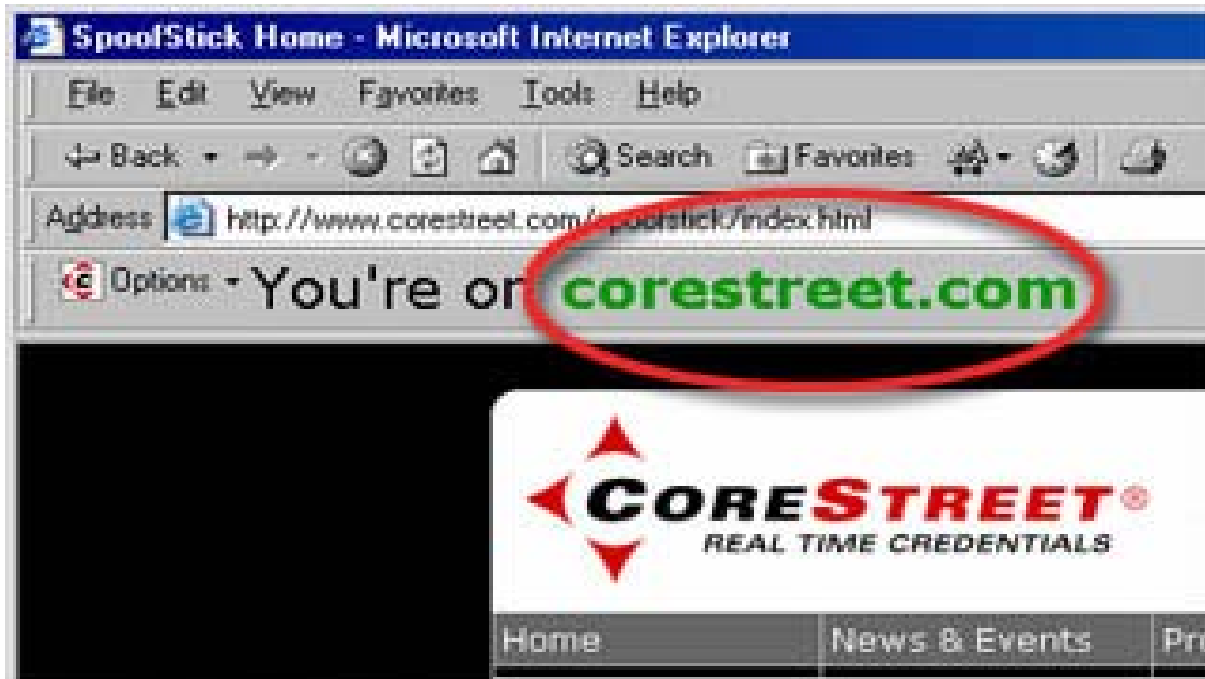 SpoofStick Home - Microsoft Internet Explorer
File Edit View Favorites Tools Help
Back Search Favorites
Address http://www.corestreet.com/spoofstick/index.html
Options You're on corestreet.com
CORESTREET®
REAL TIME CREDENTIALS
Home News & Events Pr